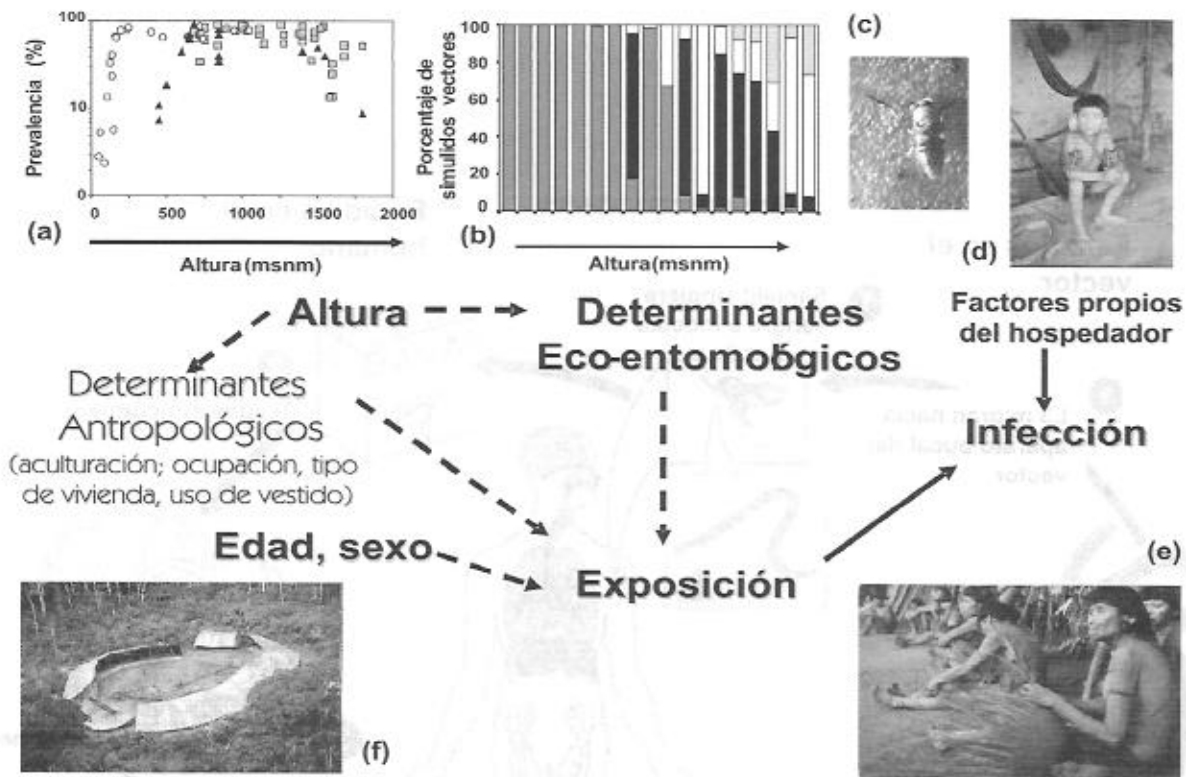 Prevalencia (%)
100
10
0
0 500 1000 1500 2000
(a)
Altura (msnm)
Porcentaje de
simulidos vectores
100
80
60
40
20
0
(b)
Altura (msnm)
(c)
(d)
Altura
Determinantes
Eco-entomológicos
Factores propios
del hospedador
Determinantes
Antropológicos
(aculturación; ocupación, tipo
de vivienda, uso de vestido)
Infección
Edad, sexo
Exposición
(e)
(f)